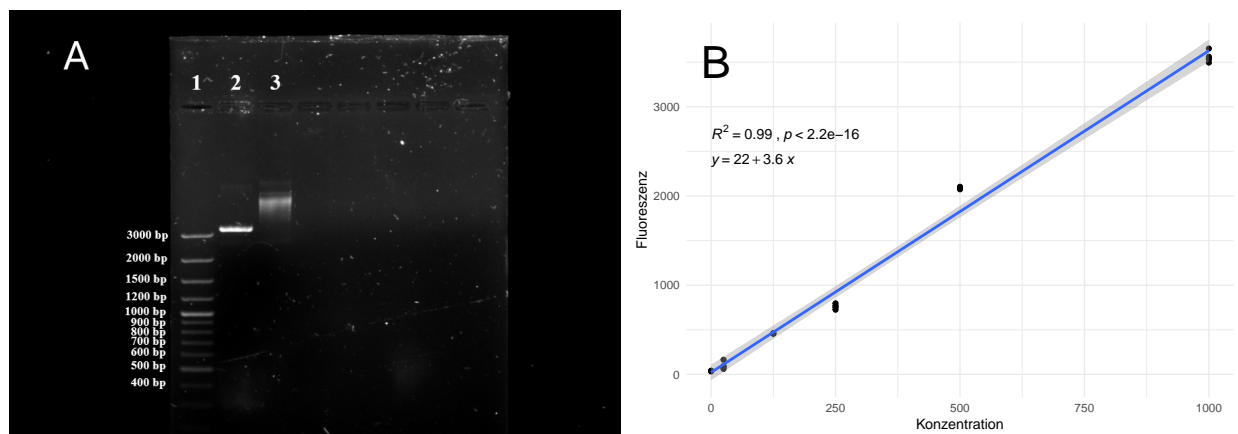 A
1 2 3
3000 bp
2000 bp
1500 bp
1200 bp
1000 bp
900 bp
800 bp
700 bp
600 bp
500 bp
400 bp
B
R² = 0.99 , p < 2.2e−16
y = 22 + 3.6 x
Fluoreszenz
3000
2000
1000
0
0 250 500 750 1000
Konzentration